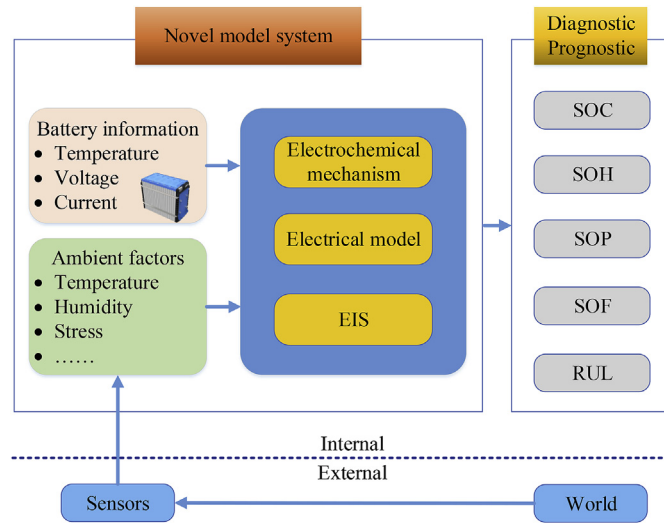 Novel model system
Diagnostic
Prognostic
Battery information
• Temperature
• Voltage
• Current
Ambient factors
• Temperature
• Humidity
• Stress
• ……
Electrochemical
mechanism
Electrical model
EIS
SOC
SOH
SOP
SOF
RUL
Internal
External
Sensors
World